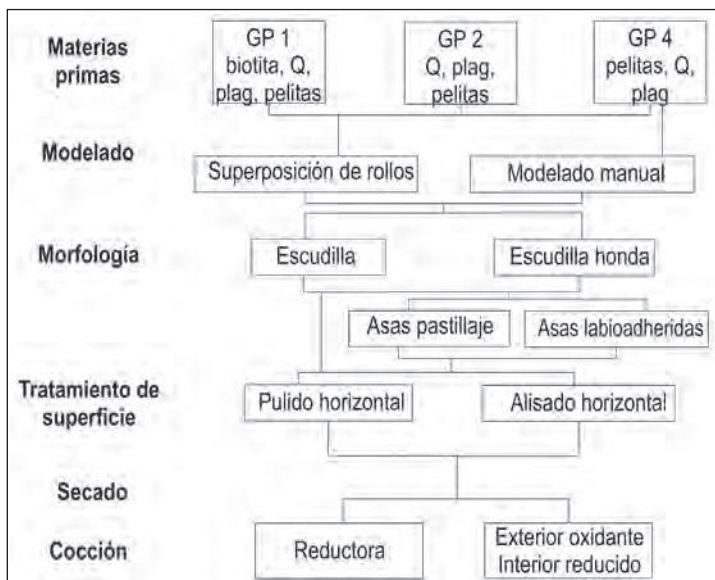 Materias
primas
GP 1
biotita, Q,
plag, pelitas
GP 2
Q, plag,
pelitas
GP 4
pelitas, Q,
plag
Modelado
Superposición de rollos
Modelado manual
Morfología
Escudilla
Escudilla honda
Asas pastillaje
Asas labioadheridas
Tratamiento de
superficie
Pulido horizontal
Alisado horizontal
Secado
Cocción
Reductora
Exterior oxidante
Interior reducido